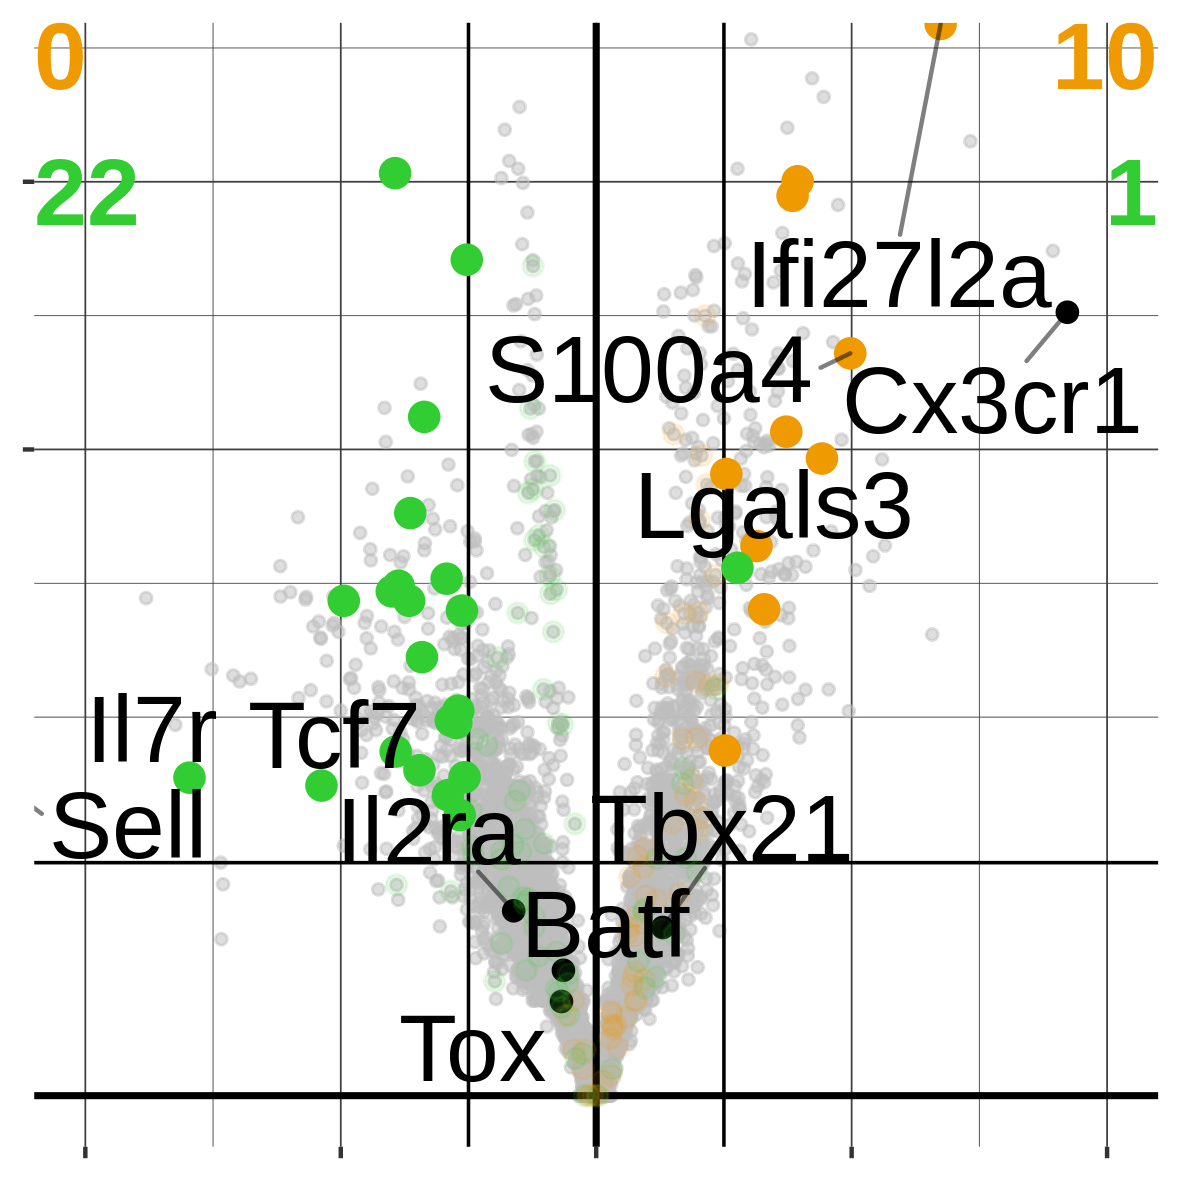 0 10
22 1
Ifi27l2a
S100a4
Cx3cr1
Lgals3
Il7r
Tcf7
Sell
Il2ra
Tbx21
Batf
Tox